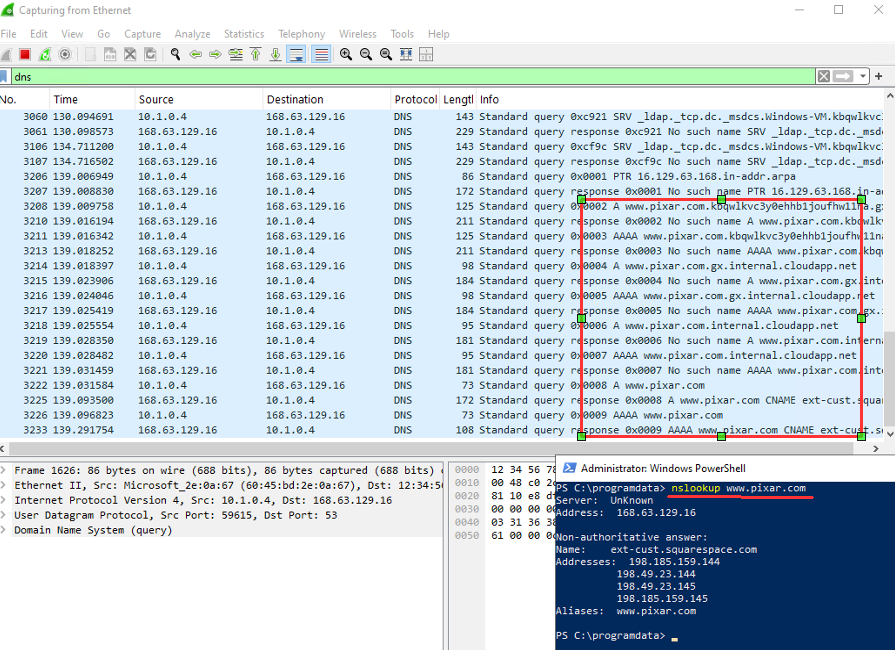 Capturing from Ethernet
File Edit View Go Capture Analyze Statistics Telephony Wireless Tools Help
dns
No. Time Source Destination Protocol Lengtl Info
3060 130.094691 10.1.0.4 168.63.129.16 DNS 143 Standard query 0xc921 SRV _ldap._tcp.dc._msdcs.Windows-VM.kbqwlkvc
3061 130.098573 168.63.129.16 10.1.0.4 DNS 229 Standard query response 0xc921 No such name SRV _ldap._tcp.dc._msdc
3106 134.711200 10.1.0.4 168.63.129.16 DNS 143 Standard query 0xcf9c SRV _ldap._tcp.dc._msdcs.Windows-VM.kbqwlkvc
3107 134.716502 168.63.129.16 10.1.0.4 DNS 229 Standard query response 0xcf9c No such name SRV _ldap._tcp.dc._msdc
3206 139.006949 10.1.0.4 168.63.129.16 DNS 86 Standard query 0x0001 PTR 16.129.63.168.in-addr.arpa
3207 139.008830 168.63.129.16 10.1.0.4 DNS 172 Standard query response 0x0001 No such name PTR 16.129.63.168.in-a
3208 139.009758 10.1.0.4 168.63.129.16 DNS 125 Standard query 0x0002 A www.pixar.com.kbqwlkvc3y0ehhb1joufhw11na.gx
3210 139.016194 168.63.129.16 10.1.0.4 DNS 211 Standard query response 0x0002 No such name A www.pixar.com.kbqwlkv
3211 139.016342 10.1.0.4 168.63.129.16 DNS 125 Standard query 0x0003 AAAA www.pixar.com.kbqwlkvc3y0ehhb1joufhw11na
3213 139.018252 168.63.129.16 10.1.0.4 DNS 211 Standard query response 0x0003 No such name AAAA www.pixar.com.kbqw
3214 139.018397 10.1.0.4 168.63.129.16 DNS 98 Standard query 0x0004 A www.pixar.com.gx.internal.cloudapp.net
3215 139.023906 168.63.129.16 10.1.0.4 DNS 184 Standard query response 0x0004 No such name A www.pixar.com.gx.inte
3216 139.024046 10.1.0.4 168.63.129.16 DNS 98 Standard query 0x0005 AAAA www.pixar.com.gx.internal.cloudapp.net
3217 139.025419 168.63.129.16 10.1.0.4 DNS 184 Standard query response 0x0005 No such name AAAA www.pixar.com.gx.i
3218 139.025554 10.1.0.4 168.63.129.16 DNS 95 Standard query 0x0006 A www.pixar.com.internal.cloudapp.net
3219 139.028350 168.63.129.16 10.1.0.4 DNS 181 Standard query response 0x0006 No such name A www.pixar.com.interna
3220 139.028482 10.1.0.4 168.63.129.16 DNS 95 Standard query 0x0007 AAAA www.pixar.com.internal.cloudapp.net
3221 139.031459 168.63.129.16 10.1.0.4 DNS 181 Standard query response 0x0007 No such name AAAA www.pixar.com.inte
3222 139.031584 10.1.0.4 168.63.129.16 DNS 73 Standard query 0x0008 A www.pixar.com
3225 139.093500 168.63.129.16 10.1.0.4 DNS 172 Standard query response 0x0008 A www.pixar.com CNAME ext-cust.squa
3226 139.096823 10.1.0.4 168.63.129.16 DNS 73 Standard query 0x0009 AAAA www.pixar.com
3233 139.291754 168.63.129.16 10.1.0.4 DNS 108 Standard query response 0x0009 AAAA www.pixar.com CNAME ext-cust.s
Frame 1626: 86 bytes on wire (688 bits), 86 bytes captured (688 bits)
Ethernet II, Src: Microsoft_2e:0a:67 (60:45:bd:2e:0a:67), Dst: 12:34:5
Internet Protocol Version 4, Src: 10.1.0.4, Dst: 168.63.129.16
User Datagram Protocol, Src Port: 59615, Dst Port: 53
Domain Name System (query)
0000 12 34 56 78
0010 00 48 c0 2
0020 81 10 e8 d
0030 00 00 00 0
0040 03 31 36 3
0050 61 00 00 0
Administrator: Windows PowerShell
PS C:\programdata> nslookup www.pixar.com
Server: UnKnown
Address: 168.63.129.16
Non-authoritative answer:
Name: ext-cust.squarespace.com
Addresses: 198.185.159.144
198.49.23.144
198.49.23.145
198.185.159.145
Aliases: www.pixar.com
PS C:\programdata> _